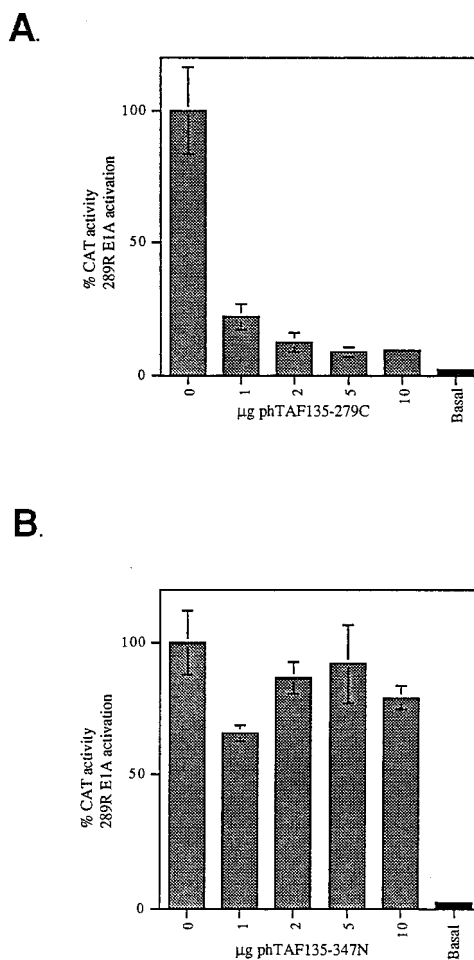 A.
% CAT activity
289R E1A activation
100
50
0
0 1 2 5 10 Basal
µg phTAF135-279C
B.
% CAT activity
289R E1A activation
100
50
0
0 1 2 5 10 Basal
µg phTAF135-347N